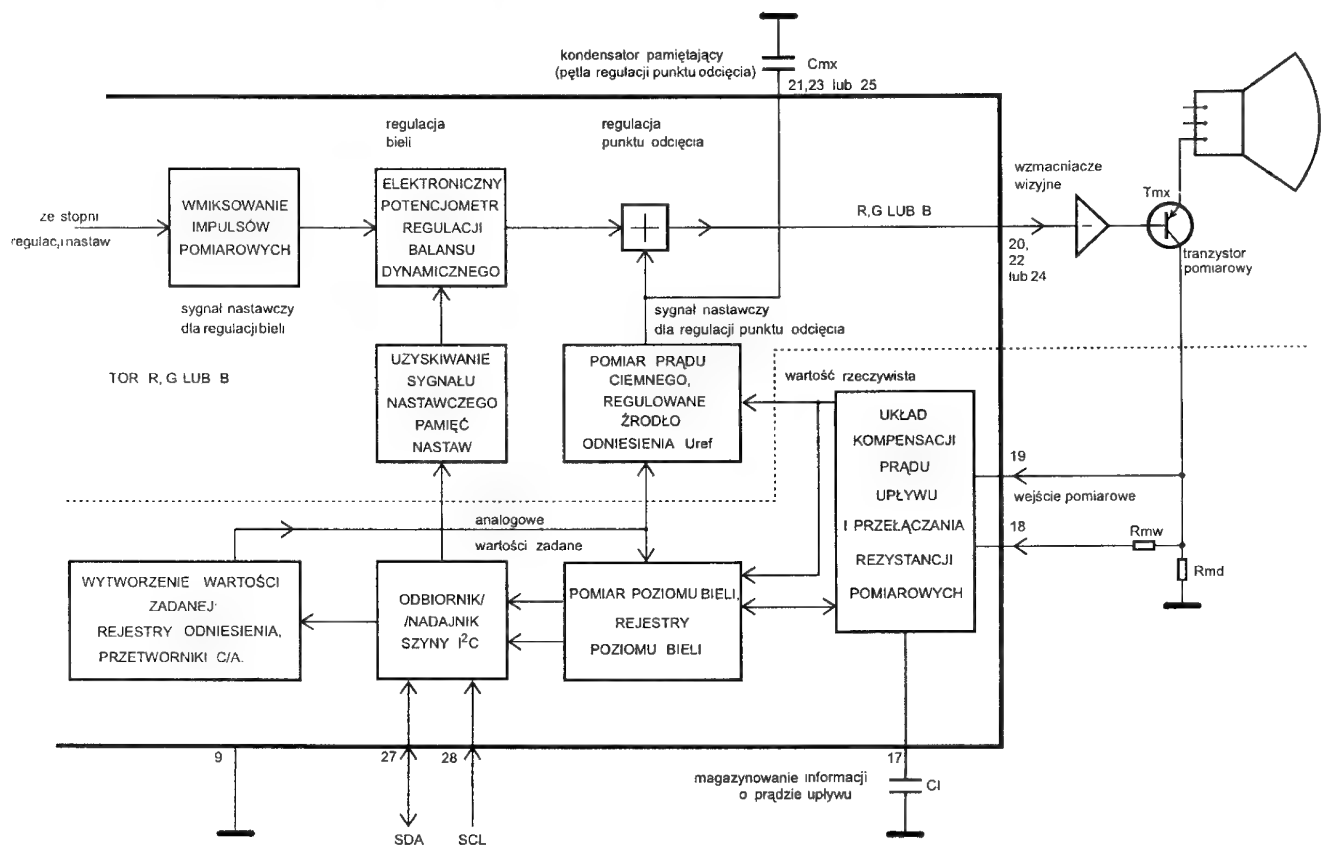 kondensator pamiętający
(pętla regulacji punktu odcięcia)
Cmx
21,23 lub 25
regulacja
bieli
regulacja
punktu odcięcia
wzmacniacze
wizyjne
Tmx
ze stopni
regulacji nastaw
WMIKSOWANIE
IMPULSÓW
POMIAROWYCH
ELEKTRONICZNY
POTENCJOMETR
REGULACJI
BALANSU
DYNAMICZNEGO
+
R,G LUB B
20,
22
lub 24
-
tranzystor
pomiarowy
sygnał nastawczy
dla regulacji bieli
sygnał nastawczy
dla regulacji punktu odcięcia
TOR R, G LUB B
UZYSKIWANIE
SYGNAŁU
NASTAWCZEGO
PAMIĘĆ
NASTAW
POMIAR PRĄDU
CIEMNEGO,
REGULOWANE
ŹRODŁO
ODNIESIENIA Uref
wartość rzeczywista
UKŁAD
KOMPENSACJI
PRĄDU
UPŁYWU
I PRZEŁĄCZANIA
REZYSTANCJI
POMIAROWYCH
19
wejście pomiarowe
18
Rmw
Rmd
analogowe
wartości zadane
WYTWORZENIE WARTOŚCI
ZADANEJ:
REJESTRY ODNIESIENIA,
PRZETWORNIKI C/A.
ODBIORNIK/
/NADAJNIK
SZYNY I²C
POMIAR POZIOMU BIELI,
REJESTRY
POZIOMU BIELI
9
27
28
17
magazynowanie informacji
o prądzie upływu
Cl
SDA
SCL